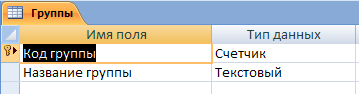 Группы
Имя поля Тип данных
Код группы Счетчик
Название группы Текстовый